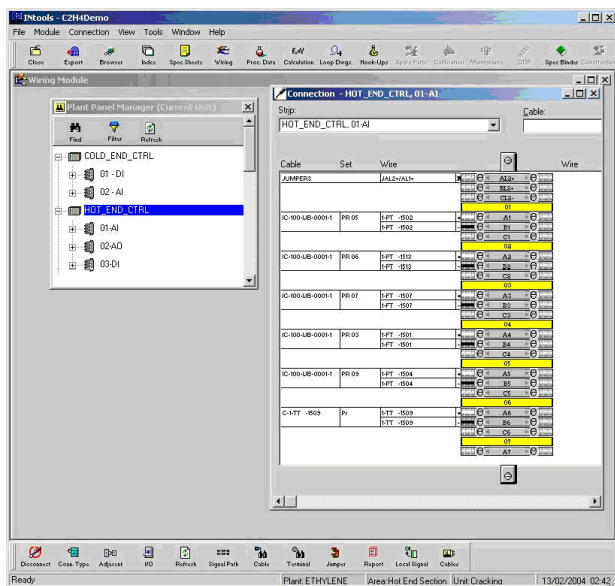 INtools - C2H4Demo
File Module Connection View Tools Window Help
Close Export Browser Index Spec Sheets Wiring Proc. Data Calculation Loop Dwgs. Hook-Ups Spare Parts Calibration Maintenance DDP Spec Binder Construction
Wiring Module
Plant Panel Manager (Current Unit)
Find Filter Refresh
COLD_END_CTRL
01 - DI
02 - AI
HOT_END_CTRL
01-AI
02-AO
03-DI
Connection - HOT_END_CTRL, 01-AI
Strip: Cable:
HOT_END_CTRL, 01-AI
Cable Set Wire Wire
JUMPERS JAL2+/AL1+ AL2+
BL2+
CL2-
01
IC-100-UB-0001-1 PR 05 1-PT -1502 A1
1-PT -1502 B1
C1
02
IC-100-UB-0001-1 PR 06 1-PT -1513 A2
1-PT -1513 B2
C2
03
IC-100-UB-0001-1 PR 07 1-FT -1507 A3
1-FT -1507 B3
C3
04
IC-100-UB-0001-1 PR 03 1-FT -1501 A4
1-FT -1501 B4
C4
05
IC-100-UB-0001-1 PR 09 1-PT -1504 A5
1-PT -1504 B5
C5
06
C-1-TT -1509 Pr 1-TT -1509 A6
1-TT -1509 B6
C6
07
A7
Disconnect Conn. Type Adjacent I/O Refresh Signal Path Cable Terminal Jumper Report Local Signal Cables
Ready Plant: ETHYLENE Area:Hot End Section Unit:Cracking 13/02/2004 02:42